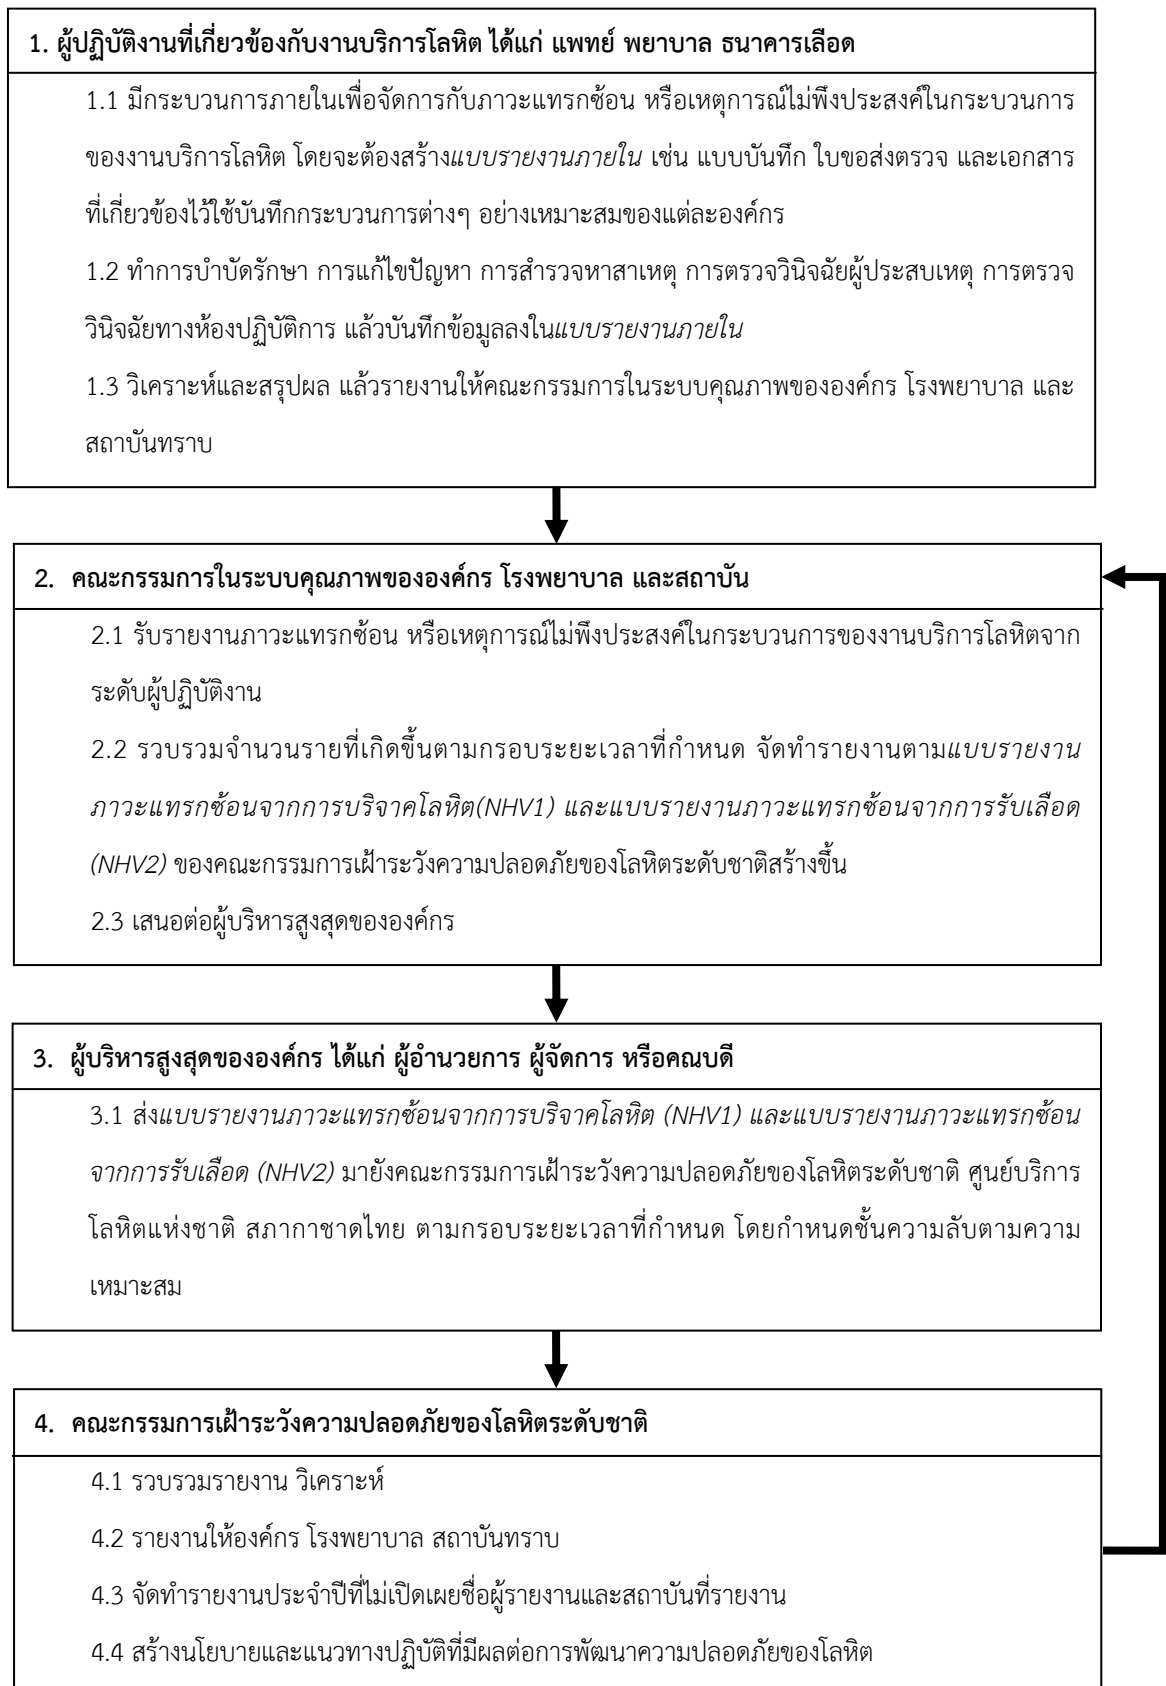 1. ผู้ปฏิบัติงานที่เกี่ยวข้องกับงานบริการโลหิต ได้แก่ แพทย์ พยาบาล ธนาคารเลือด
1.1 มีกระบวนการภายในเพื่อจัดการกับภาวะแทรกซ้อน หรือเหตุการณ์ไม่พึงประสงค์ในกระบวนการ
ของงานบริการโลหิต โดยจะต้องสร้างแบบรายงานภายใน เช่น แบบบันทึก ใบขอส่งตรวจ และเอกสาร
ที่เกี่ยวข้องไว้ใช้บันทึกกระบวนการต่างๆ อย่างเหมาะสมของแต่ละองค์กร
1.2 ทำการบำบัดรักษา การแก้ไขปัญหา การสำรวจหาสาเหตุ การตรวจวินิจฉัยผู้ประสบเหตุ การตรวจ
วินิจฉัยทางห้องปฏิบัติการ แล้วบันทึกข้อมูลลงในแบบรายงานภายใน
1.3 วิเคราะห์และสรุปผล แล้วรายงานให้คณะกรรมการในระบบคุณภาพขององค์กร โรงพยาบาล และ
สถาบันทราบ
2. คณะกรรมการในระบบคุณภาพขององค์กร โรงพยาบาล และสถาบัน
2.1 รับรายงานภาวะแทรกซ้อน หรือเหตุการณ์ไม่พึงประสงค์ในกระบวนการของงานบริการโลหิตจาก
ระดับผู้ปฏิบัติงาน
2.2 รวบรวมจำนวนรายที่เกิดขึ้นตามกรอบระยะเวลาที่กำหนด จัดทำรายงานตามแบบรายงาน
ภาวะแทรกซ้อนจากการบริจาคโลหิต(NHV1) และแบบรายงานภาวะแทรกซ้อนจากการรับเลือด
(NHV2) ของคณะกรรมการเฝ้าระวังความปลอดภัยของโลหิตระดับชาติสร้างขึ้น
2.3 เสนอต่อผู้บริหารสูงสุดขององค์กร
3. ผู้บริหารสูงสุดขององค์กร ได้แก่ ผู้อำนวยการ ผู้จัดการ หรือคณบดี
3.1 ส่งแบบรายงานภาวะแทรกซ้อนจากการบริจาคโลหิต (NHV1) และแบบรายงานภาวะแทรกซ้อน
จากการรับเลือด (NHV2) มายังคณะกรรมการเฝ้าระวังความปลอดภัยของโลหิตระดับชาติ ศูนย์บริการ
โลหิตแห่งชาติ สภากาชาดไทย ตามกรอบระยะเวลาที่กำหนด โดยกำหนดชั้นความลับตามความ
เหมาะสม
4. คณะกรรมการเฝ้าระวังความปลอดภัยของโลหิตระดับชาติ
4.1 รวบรวมรายงาน วิเคราะห์
4.2 รายงานให้องค์กร โรงพยาบาล สถาบันทราบ
4.3 จัดทำรายงานประจำปีที่ไม่เปิดเผยชื่อผู้รายงานและสถาบันที่รายงาน
4.4 สร้างนโยบายและแนวทางปฏิบัติที่มีผลต่อการพัฒนาความปลอดภัยของโลหิต